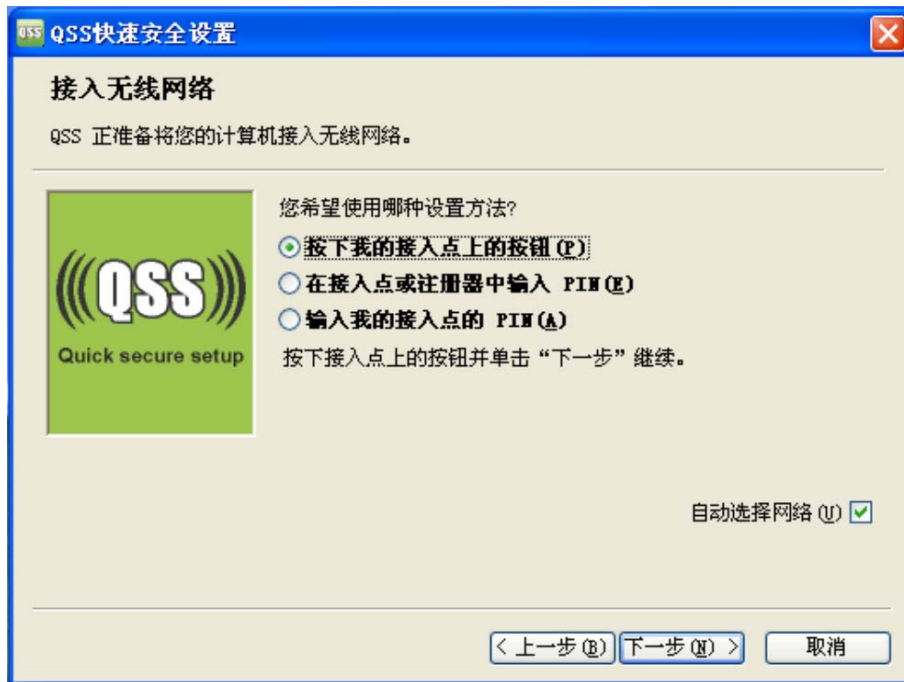 QSS QSS快速安全设置
接入无线网络
QSS 正准备将您的计算机接入无线网络。
(((QSS)))
Quick secure setup
您希望使用哪种设置方法?
按下我的接入点上的按钮(P)
在接入点或注册器中输入 PIN(E)
输入我的接入点的 PIN(A)
按下接入点上的按钮并单击“下一步”继续。
自动选择网络(U)
< 上一步(B) 下一步(N) > 取消